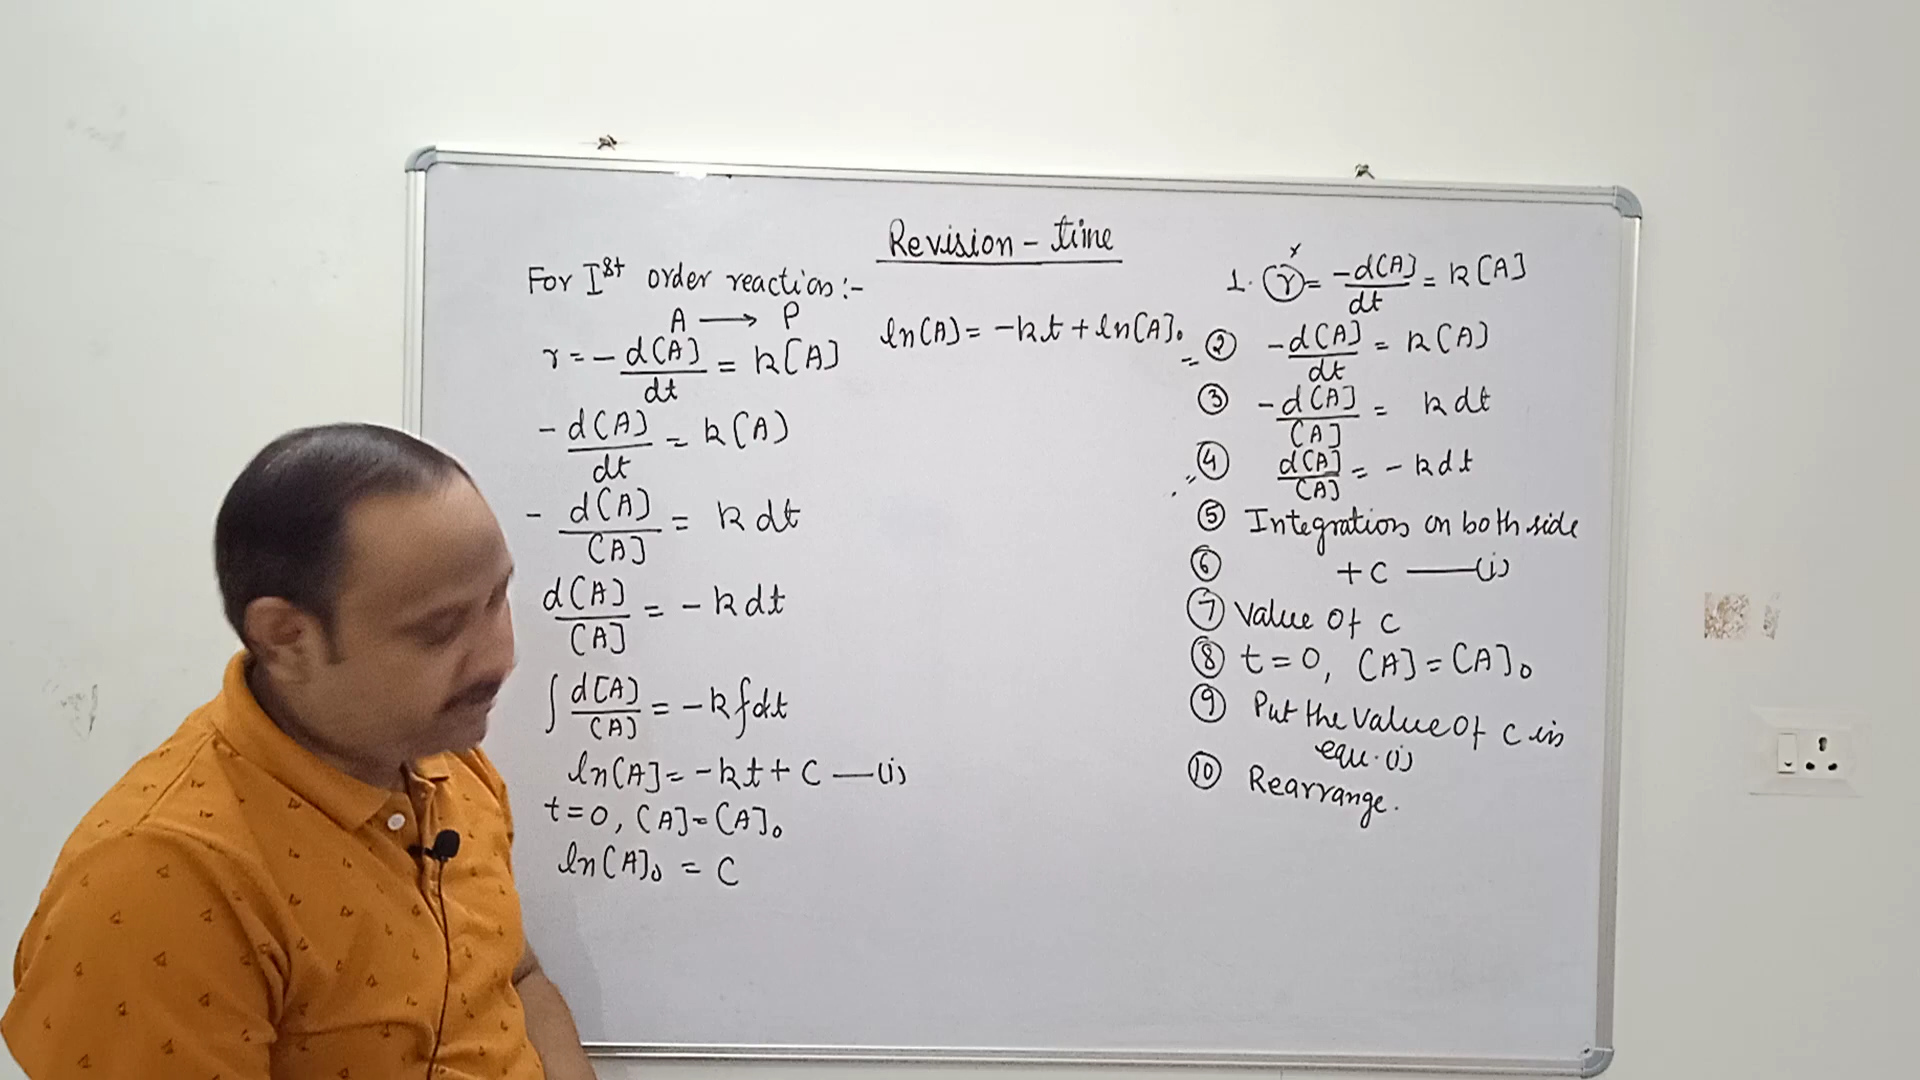 Revision - time
For Ist order reaction:-
A ⟶ P
r = - d[A]/dt = k[A]
- d[A]/dt = k[A]
- d[A]/[A] = k dt
d[A]/[A] = - k dt
∫ d[A]/[A] = - k ∫ dt
ln[A] = - kt + C —(i)
t = 0, [A] = [A]₀
ln[A]₀ = C
ln[A] = - kt + ln[A]₀
1. r = - d[A]/dt = k[A]
② - d[A]/dt = k[A]
③ - d[A]/[A] = k dt
④ d[A]/[A] = - k dt
⑤ Integration on both side
⑥ + C —(i)
⑦ Value of C
⑧ t = 0, [A] = [A]₀
⑨ Put the value of C in
equ. (i)
⑩ Rearrange.